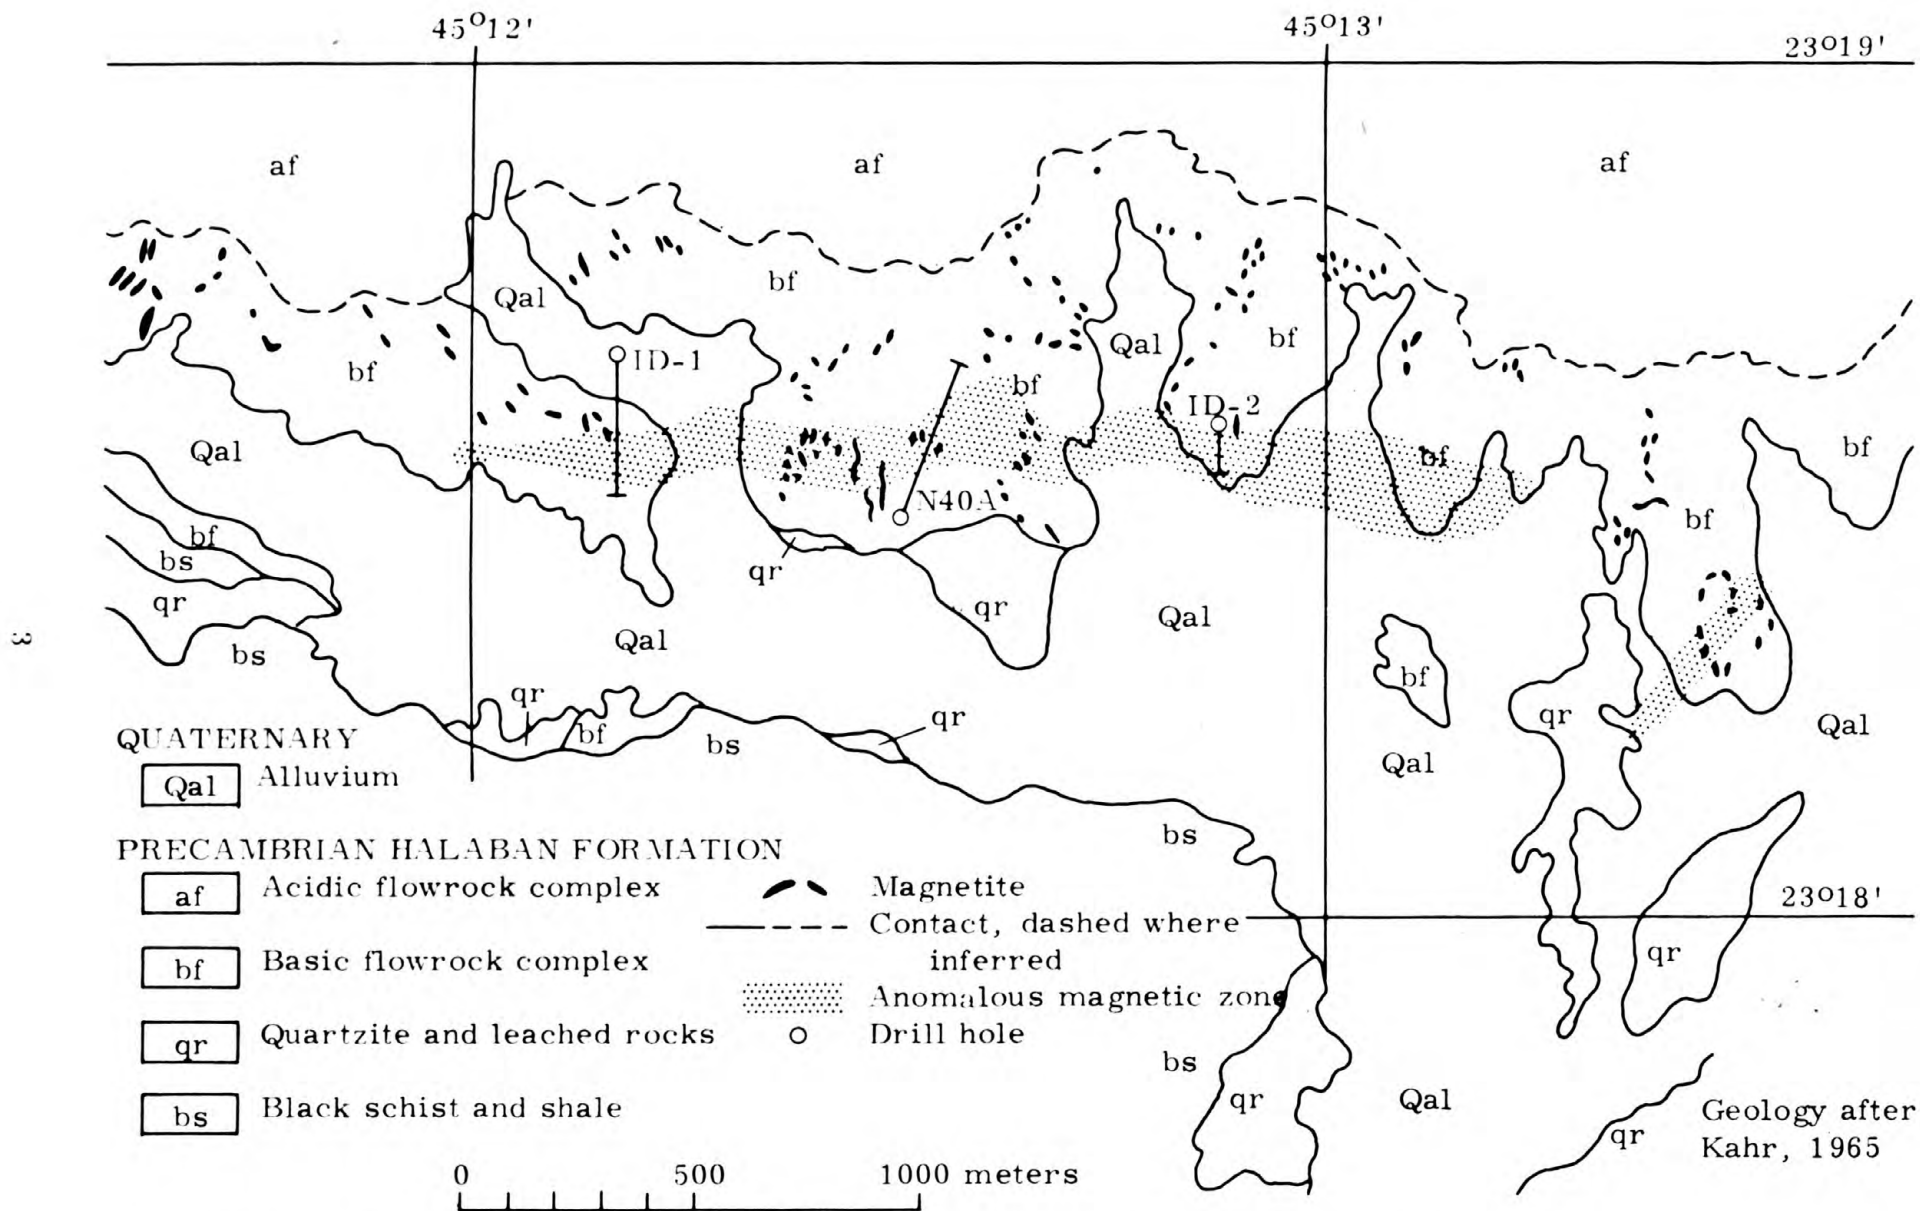 45°12'
45°13'
23°19'
af
af
af
bf
Qal
bf
ID-1
bf
Qal
bf
bf
ID-2
bf
bf
Qal
N40A
bf
bf
bs
qr
bs
qr
qr
Qal
Qal
bf
qr
Qal
Qal
qr
bf
bs
qr
QUATERNARY
Qal Alluvium
bs
PRECAMBRIAN HALABAN FORMATION
af Acidic flowrock complex
bf Basic flowrock complex
qr Quartzite and leached rocks
bs Black schist and shale
Magnetite
Contact, dashed where
inferred
Anomalous magnetic zone
Drill hole
23°18'
qr
bs
qr
Qal
qr
Geology after
Kahr, 1965
0 500 1000 meters
3